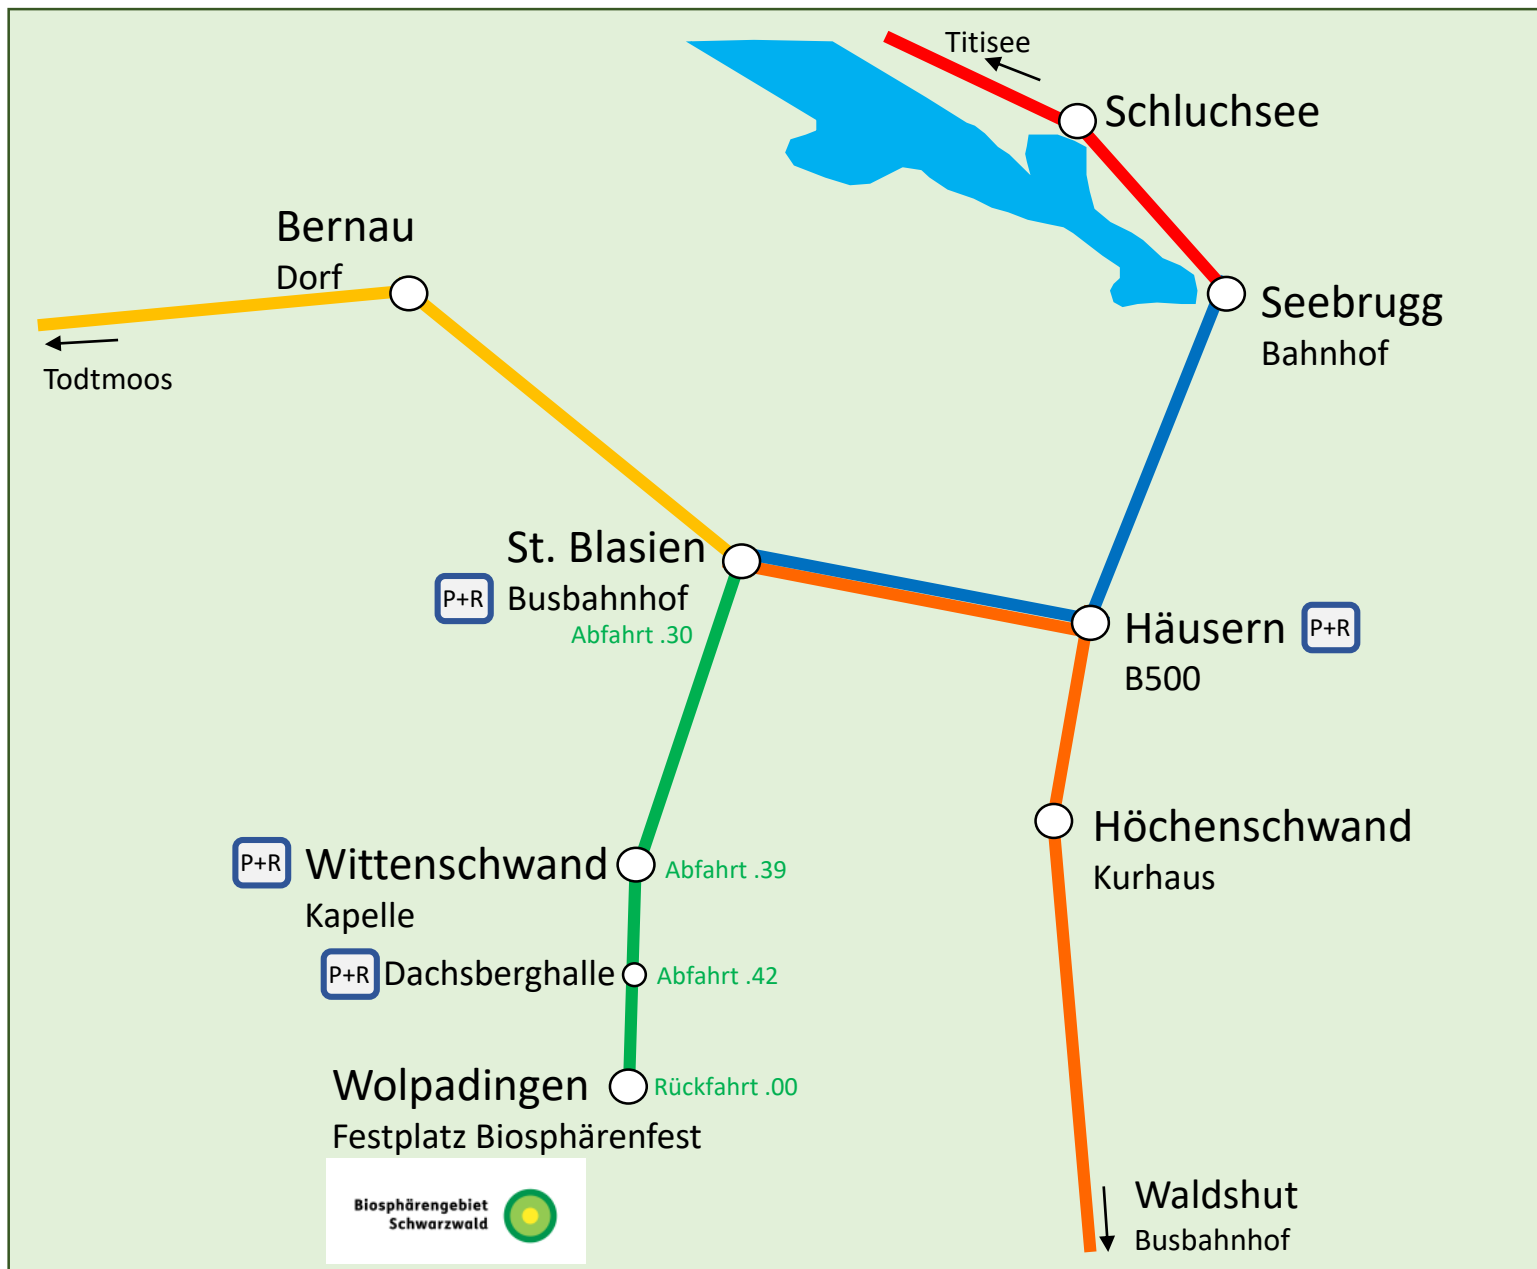 Titisee
Schluchsee
Bernau
Dorf
Seebrugg
Bahnhof
Todtmoos
St. Blasien
P+R Busbahnhof
Abfahrt .30
Häusern P+R
B500
Höchenschwand
Kurhaus
P+R Wittenschwand Abfahrt .39
Kapelle
P+R Dachsberghalle Abfahrt .42
Wolpadingen Rückfahrt .00
Festplatz Biosphärenfest
Biosphärengebiet
Schwarzwald
Waldshut
Busbahnhof